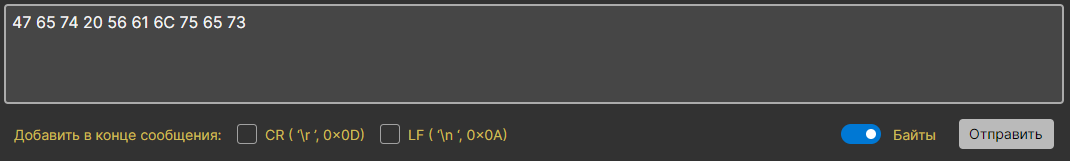 47 65 74 20 56 61 6C 75 65 73
Добавить в конце сообщения: CR ( ‘\r ‘, 0×0D) LF ( ‘\n ‘, 0×0A) Байты Отправить